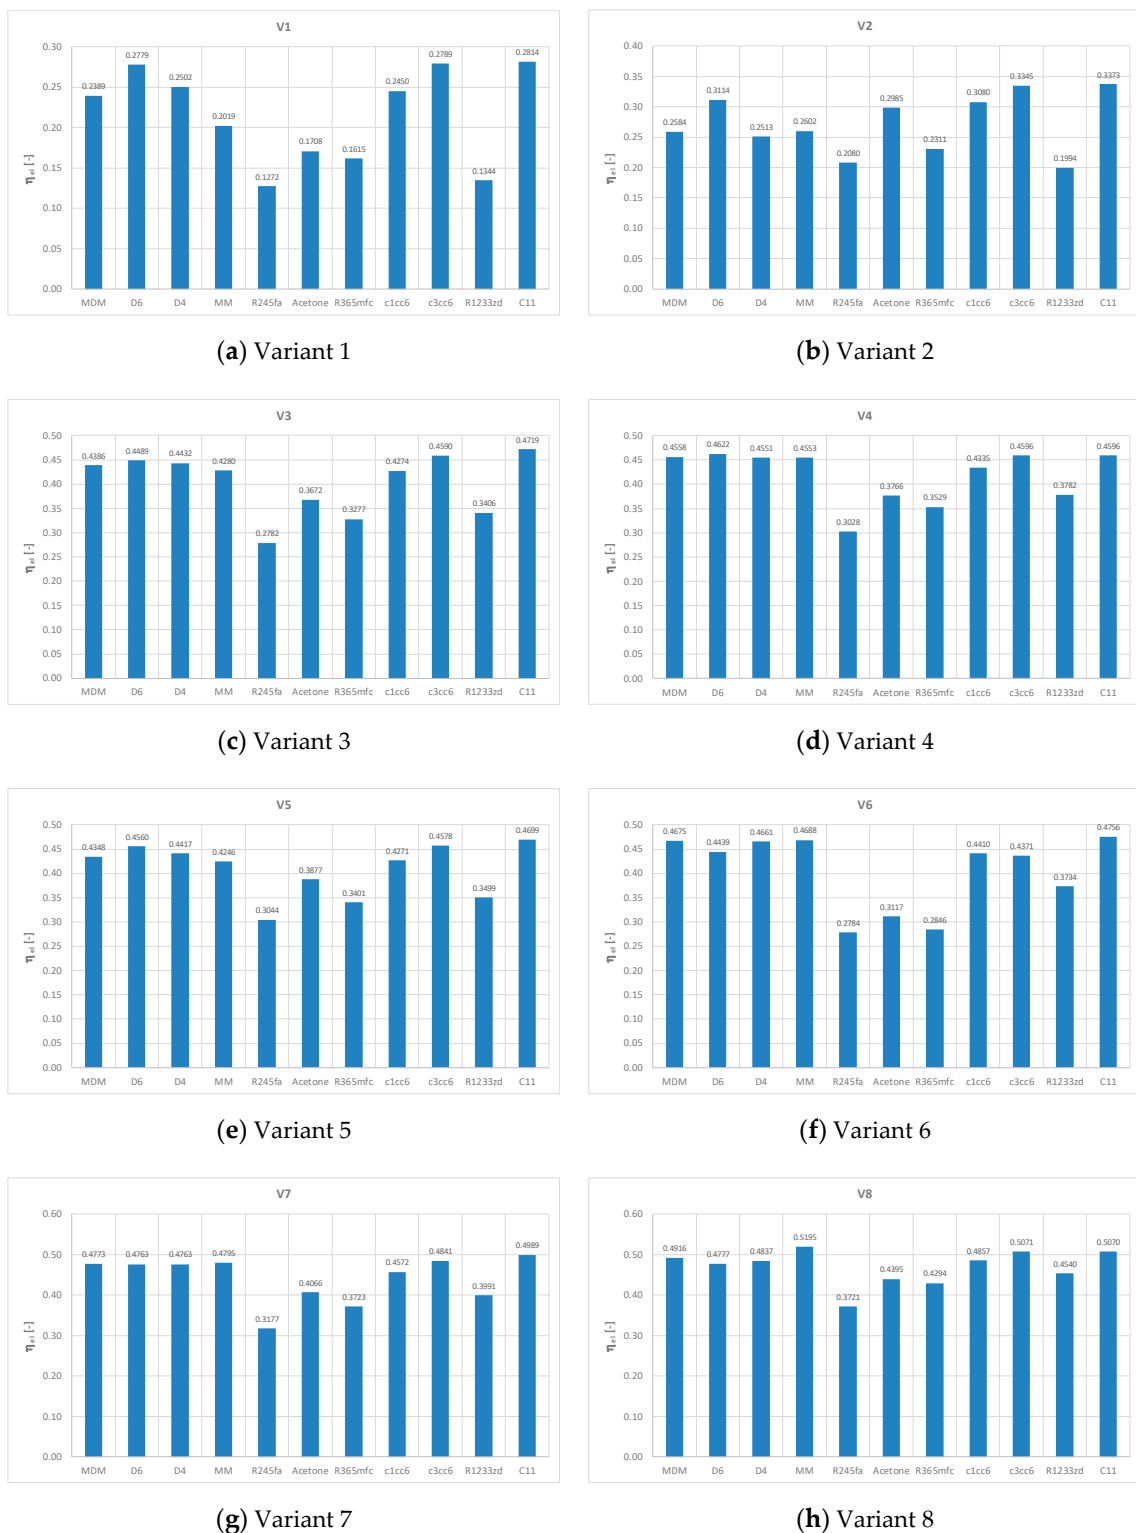 V1
0.30
0.25
0.20
0.15
0.10
0.05
0.00
η el [-]
0.2389 0.2779 0.2502 0.2019 0.1272 0.1708 0.1615 0.2450 0.2789 0.1344 0.2814
MDM D6 D4 MM R245fa Acetone R365mfc c1cc6 c3cc6 R1233zd C11
(a) Variant 1
V2
0.40
0.35
0.30
0.25
0.20
0.15
0.10
0.05
0.00
η el [-]
0.2584 0.3114 0.2513 0.2602 0.2080 0.2985 0.2311 0.3080 0.3345 0.1994 0.3373
MDM D6 D4 MM R245fa Acetone R365mfc c1cc6 c3cc6 R1233zd C11
(b) Variant 2
V3
0.50
0.45
0.40
0.35
0.30
0.25
0.20
0.15
0.10
0.05
0.00
η el [-]
0.4386 0.4489 0.4432 0.4280 0.2782 0.3672 0.3277 0.4274 0.4590 0.3406 0.4719
MDM D6 D4 MM R245fa Acetone R365mfc c1cc6 c3cc6 R1233zd C11
(c) Variant 3
V4
0.50
0.45
0.40
0.35
0.30
0.25
0.20
0.15
0.10
0.05
0.00
η el [-]
0.4558 0.4622 0.4551 0.4553 0.3028 0.3766 0.3529 0.4335 0.4596 0.3782 0.4596
MDM D6 D4 MM R245fa Acetone R365mfc c1cc6 c3cc6 R1233zd C11
(d) Variant 4
V5
0.50
0.45
0.40
0.35
0.30
0.25
0.20
0.15
0.10
0.05
0.00
η el [-]
0.4348 0.4560 0.4417 0.4246 0.3044 0.3877 0.3401 0.4271 0.4578 0.3499 0.4699
MDM D6 D4 MM R245fa Acetone R365mfc c1cc6 c3cc6 R1233zd C11
(e) Variant 5
V6
0.50
0.45
0.40
0.35
0.30
0.25
0.20
0.15
0.10
0.05
0.00
η el [-]
0.4675 0.4439 0.4661 0.4688 0.2784 0.3117 0.2846 0.4410 0.4371 0.3734 0.4756
MDM D6 D4 MM R245fa Acetone R365mfc c1cc6 c3cc6 R1233zd C11
(f) Variant 6
V7
0.60
0.50
0.40
0.30
0.20
0.10
0.00
η el [-]
0.4773 0.4763 0.4763 0.4795 0.3177 0.4066 0.3723 0.4572 0.4841 0.3991 0.4989
MDM D6 D4 MM R245fa Acetone R365mfc c1cc6 c3cc6 R1233zd C11
(g) Variant 7
V8
0.60
0.50
0.40
0.30
0.20
0.10
0.00
η el [-]
0.4916 0.4777 0.4837 0.5195 0.3721 0.4395 0.4294 0.4857 0.5071 0.4540 0.5070
MDM D6 D4 MM R245fa Acetone R365mfc c1cc6 c3cc6 R1233zd C11
(h) Variant 8